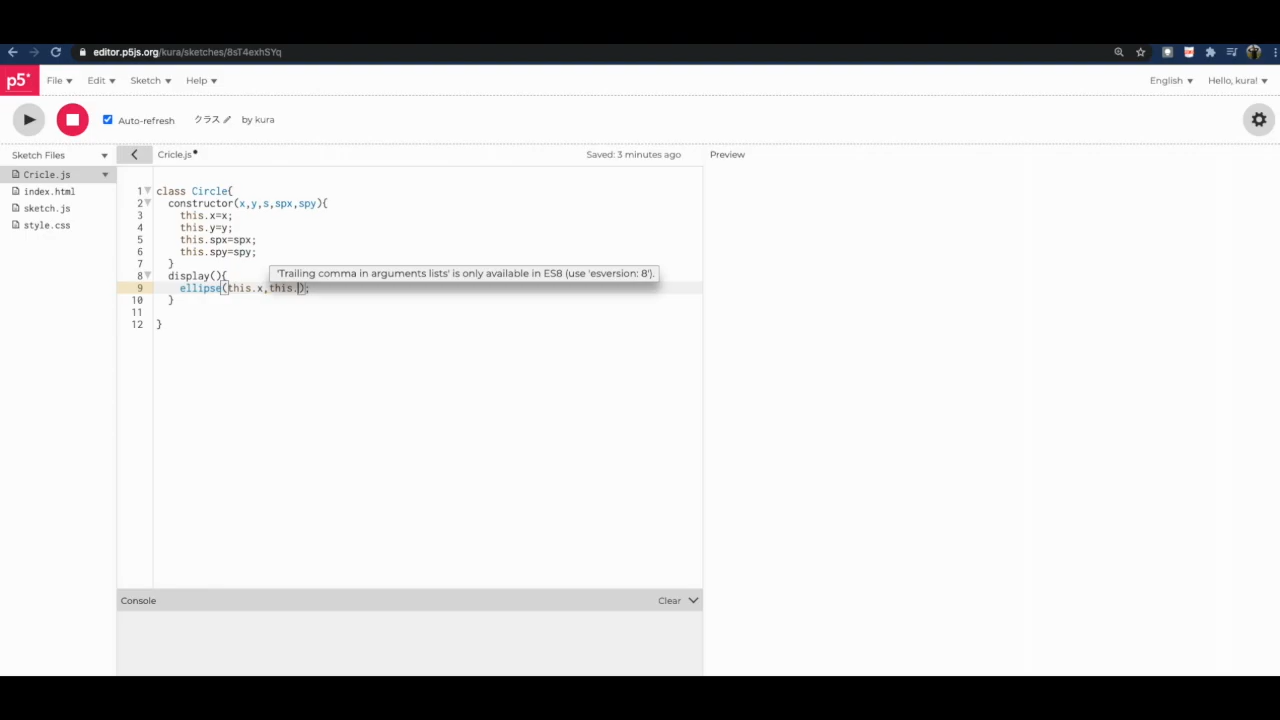 editor.p5js.org/kura/sketches/8sT4exhSYq
p5* File Edit Sketch Help English Hello, kura!
Auto-refresh クラス by kura
Sketch Files Cricle.js Saved: 3 minutes ago Preview
Cricle.js
index.html
sketch.js
style.css
1 class Circle{
2 constructor(x,y,s,spx,spy){
3 this.x=x;
4 this.y=y;
5 this.spx=spx;
6 this.spy=spy;
7 }
8 display(){
'Trailing comma in arguments lists' is only available in ES8 (use 'esversion: 8').
9 ellipse(this.x,this.);
10 }
11
12 }
Console Clear